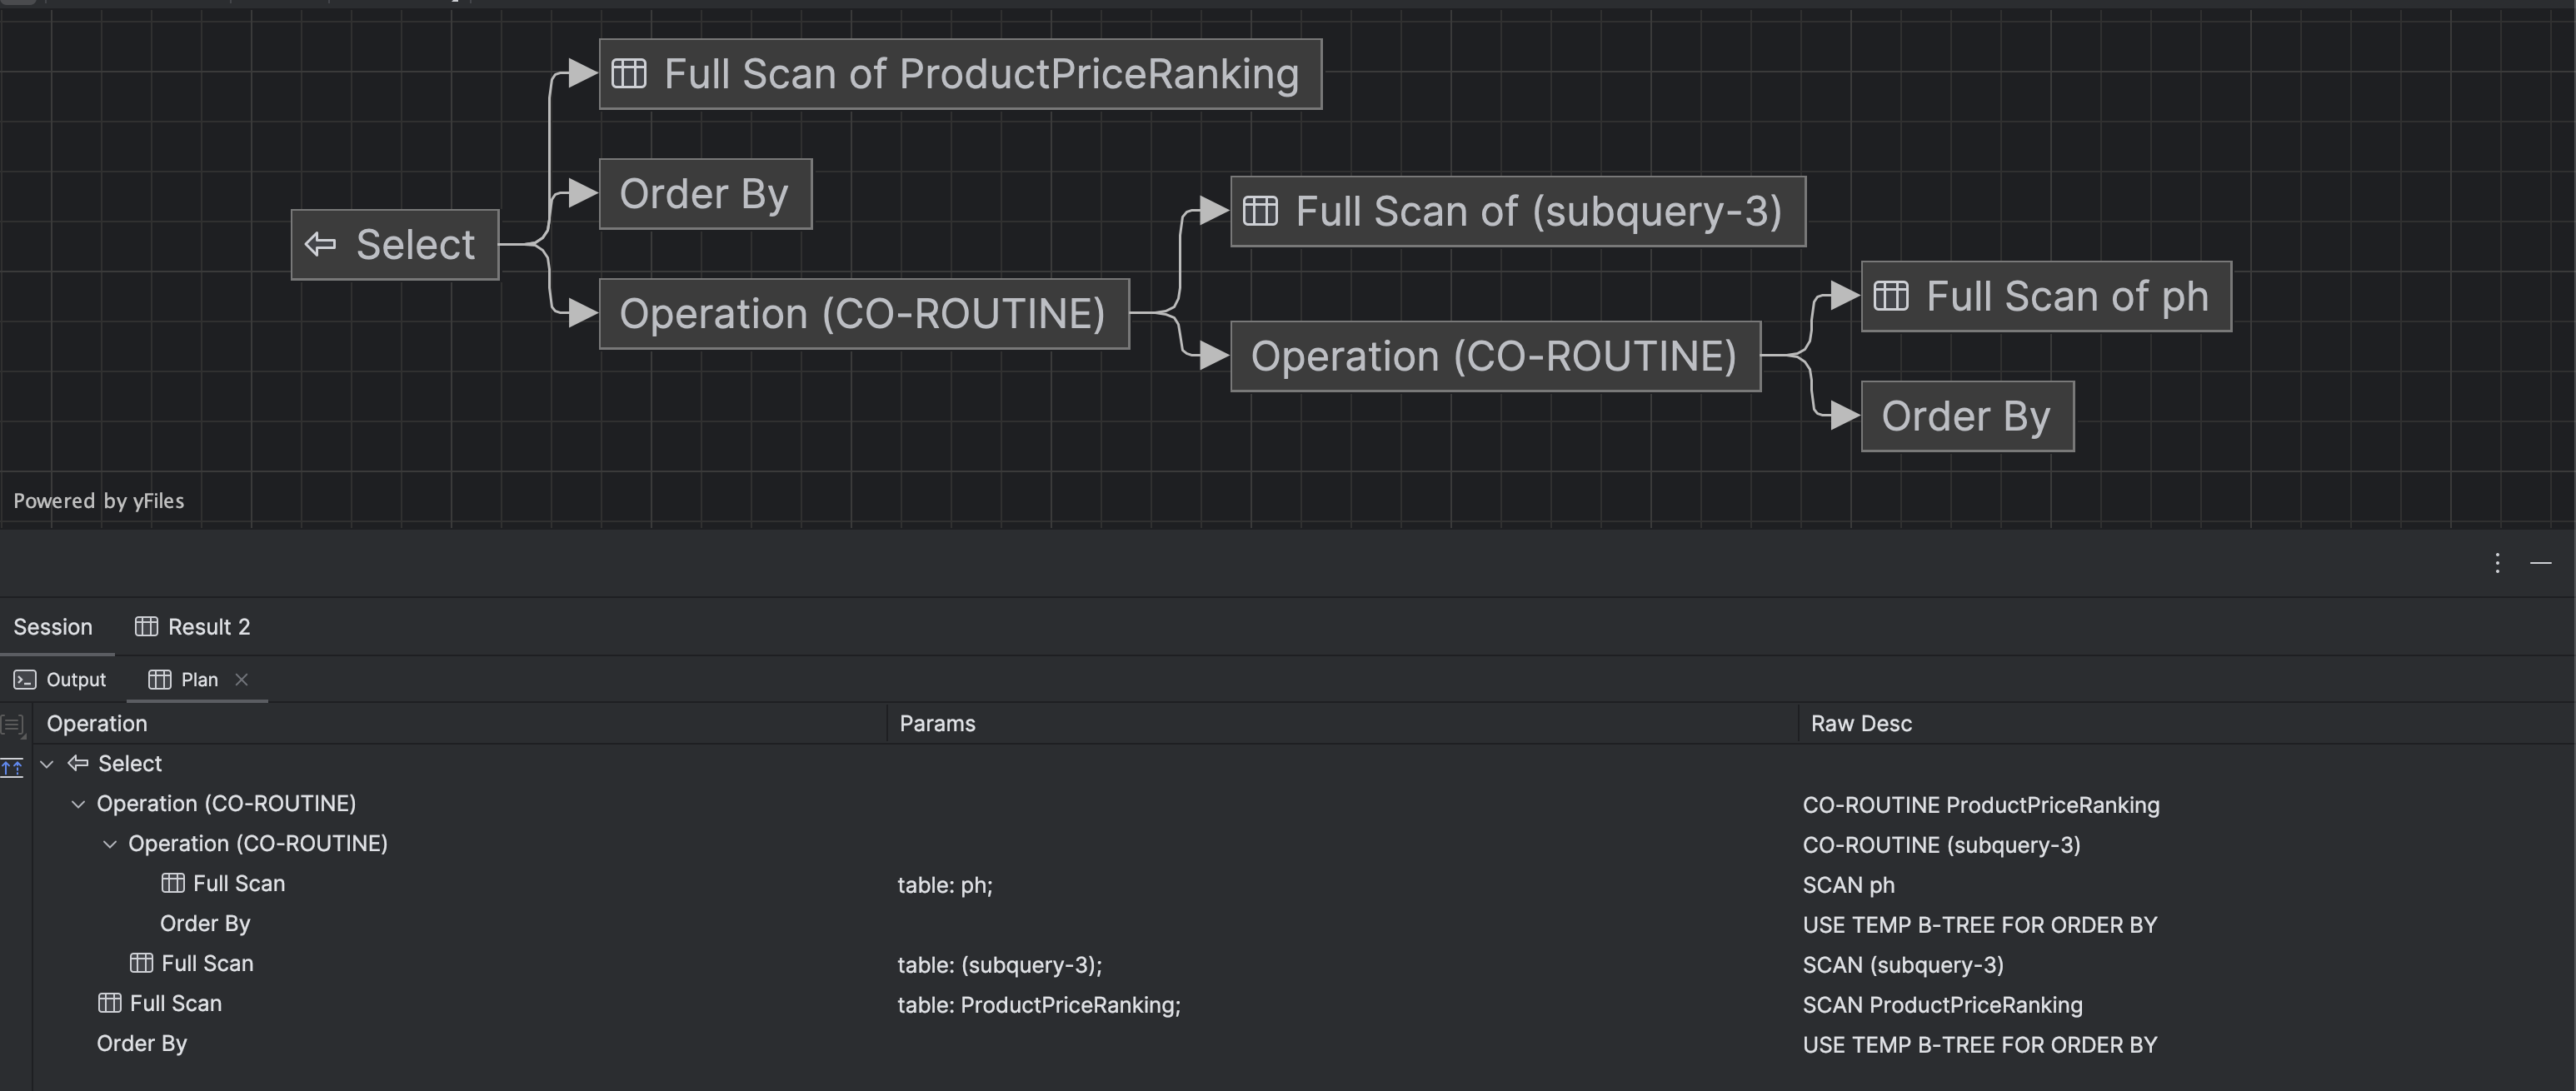 Full Scan of ProductPriceRanking
Order By
Full Scan of (subquery-3)
Select
Full Scan of ph
Operation (CO-ROUTINE)
Operation (CO-ROUTINE)
Order By
Powered by yFiles
Session Result 2
Output Plan
Operation Params Raw Desc
Select
Operation (CO-ROUTINE) CO-ROUTINE ProductPriceRanking
Operation (CO-ROUTINE) CO-ROUTINE (subquery-3)
Full Scan table: ph; SCAN ph
Order By USE TEMP B-TREE FOR ORDER BY
Full Scan table: (subquery-3); SCAN (subquery-3)
Full Scan table: ProductPriceRanking; SCAN ProductPriceRanking
Order By USE TEMP B-TREE FOR ORDER BY